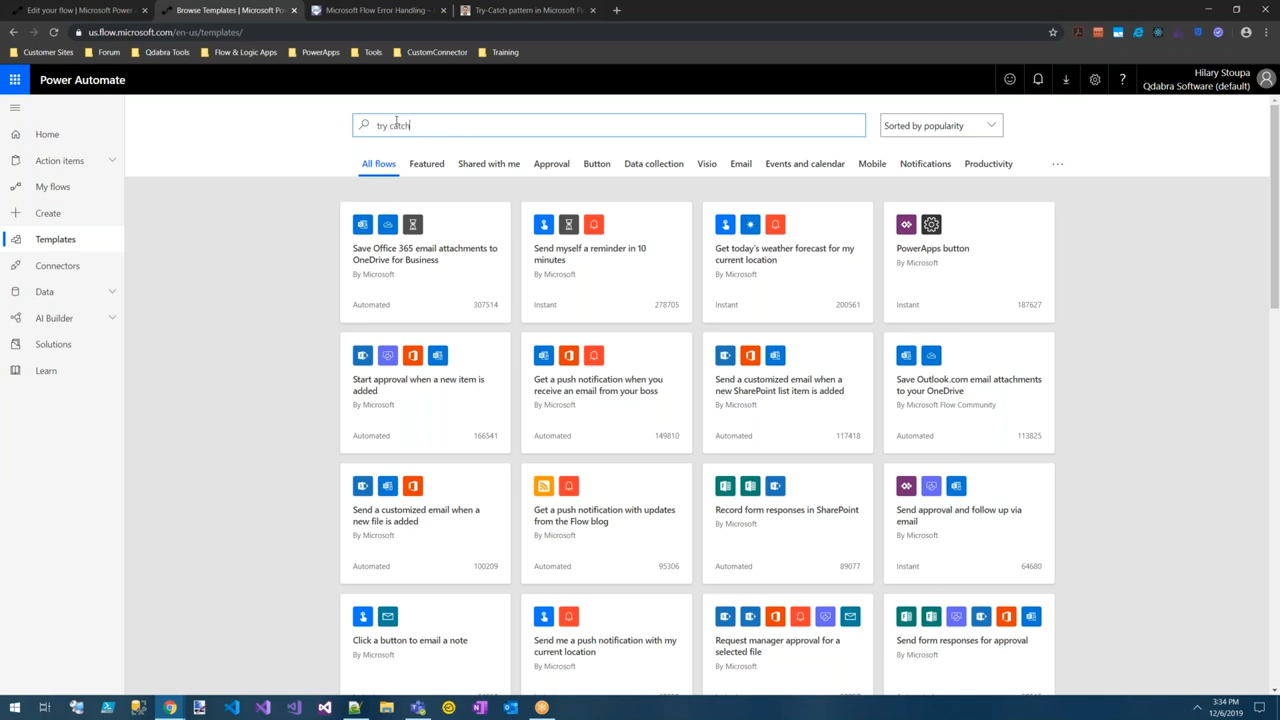 Edit your flow | Microsoft Power
Browse Templates | Microsoft Po
Microsoft Flow Error Handling –
Try-Catch pattern in Microsoft Fl
us.flow.microsoft.com/en-us/templates/
Customer Sites
Forum
Qdabra Tools
Flow & Logic Apps
PowerApps
Tools
CustomConnector
Training
Power Automate
Hilary Stoupa
Qdabra Software (default)
Home
Action items
My flows
Create
Templates
Connectors
Data
AI Builder
Solutions
Learn
try catch
Sorted by popularity
All flows
Featured
Shared with me
Approval
Button
Data collection
Visio
Email
Events and calendar
Mobile
Notifications
Productivity
Save Office 365 email attachments to
OneDrive for Business
By Microsoft
Automated 307514
Send myself a reminder in 10
minutes
By Microsoft
Instant 278705
Get today's weather forecast for my
current location
By Microsoft
Instant 200561
PowerApps button
By Microsoft
Instant 187627
Start approval when a new item is
added
By Microsoft
Automated 166541
Get a push notification when you
receive an email from your boss
By Microsoft
Automated 149810
Send a customized email when a
new SharePoint list item is added
By Microsoft
Automated 117418
Save Outlook.com email attachments
to your OneDrive
By Microsoft Flow Community
Automated 113825
Send a customized email when a
new file is added
By Microsoft
Automated 100209
Get a push notification with updates
from the Flow blog
By Microsoft
Automated 95306
Record form responses in SharePoint
By Microsoft
Automated 89077
Send approval and follow up via
email
By Microsoft
Instant 64680
Click a button to email a note
By Microsoft
Send me a push notification with my
current location
By Microsoft
Request manager approval for a
selected file
By Microsoft
Send form responses for approval
By Microsoft
3:34 PM
12/6/2019